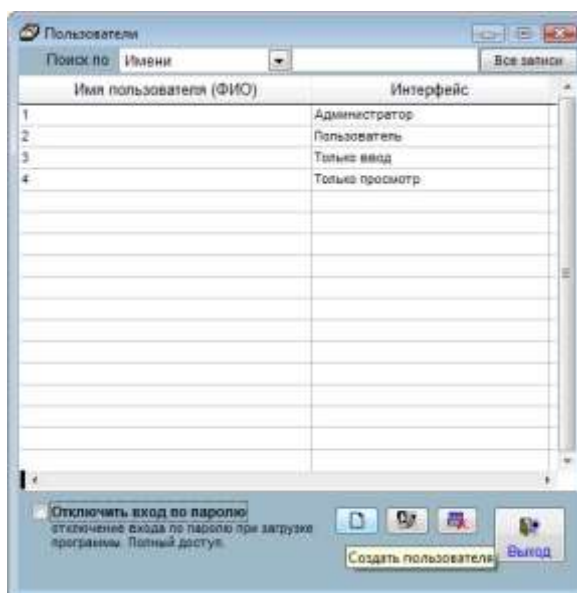 Пользователи
Поиск по Имени Все записи
Имя пользователя (ФИО) Интерфейс
1 Администратор
2 Пользователь
3 Только ввод
4 Только просмотр
Отключить вход по паролю
отключение входа по паролю при загрузке
программы. Полный доступ.
Создать пользователя
Выход